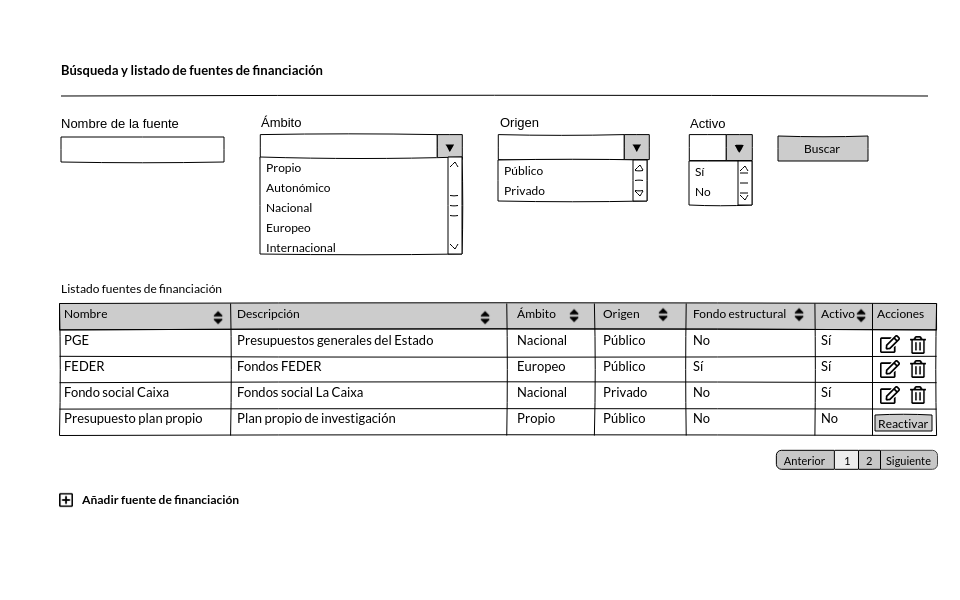 Búsqueda y listado de fuentes de financiación
Nombre de la fuente Ámbito Origen Activo
Buscar
Propio
Autonómico
Nacional
Europeo
Internacional
Público
Privado
Sí
No
Listado fuentes de financiación
Nombre Descripción Ámbito Origen Fondo estructural Activo Acciones
PGE Presupuestos generales del Estado Nacional Público No Sí
FEDER Fondos FEDER Europeo Público Sí Sí
Fondo social Caixa Fondos social La Caixa Nacional Privado No Sí
Presupuesto plan propio Plan propio de investigación Propio Público No No Reactivar
Anterior 1 2 Siguiente
Añadir fuente de financiación